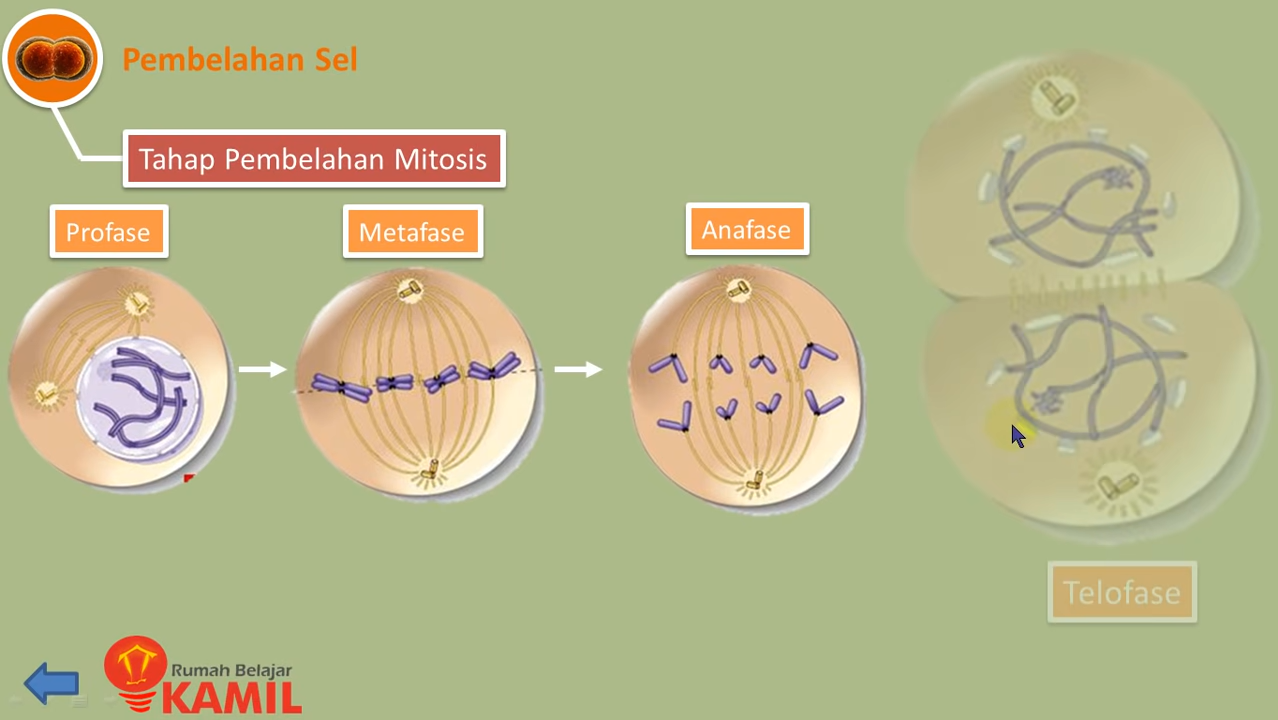 Pembelahan Sel
Tahap Pembelahan Mitosis
Profase
Metafase
Anafase
Telofase
Rumah Belajar
KAMIL